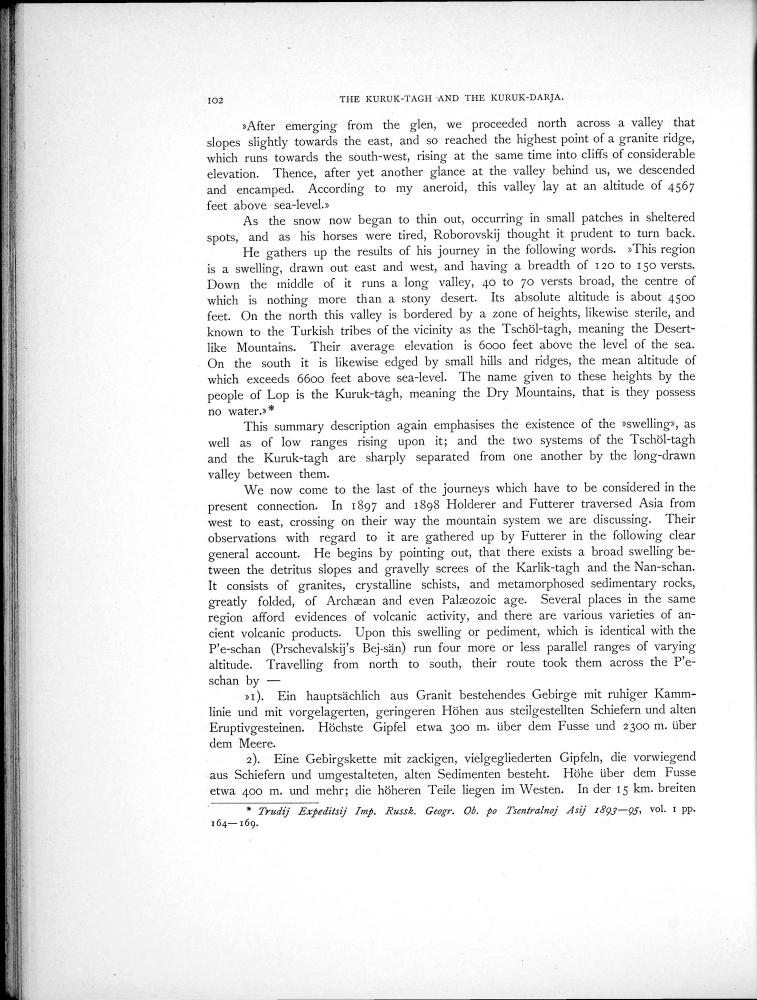 102 THE KURUK-TAGH AND THE KURUK-DARJA.
»After emerging from the glen, we proceeded north across a valley that
slopes slightly towards the east, and so reached the highest point of a granite ridge,
which runs towards the south-west, rising at the same time into cliffs of considerable
elevation. Thence, after yet another glance at the valley behind us, we descended
and encamped. According to my aneroid, this valley lay at an altitude of 4567
feet above sea-level.»
As the snow now began to thin out, occurring in small patches in sheltered
spots, and as his horses were tired, Roborovskij thought it prudent to turn back.
He gathers up the results of his journey in the following words. »This region
is a swelling, drawn out east and west, and having a breadth of 120 to 150 versts.
Down the middle of it runs a long valley, 40 to 70 versts broad, the centre of
which is nothing more than a stony desert. Its absolute altitude is about 4500
feet. On the north this valley is bordered by a zone of heights, likewise sterile, and
known to the Turkish tribes of the vicinity as the Tschöl-tagh, meaning the Desert-
like Mountains. Their average elevation is 6000 feet above the level of the sea.
On the south it is likewise edged by small hills and ridges, the mean altitude of
which exceeds 6600 feet above sea-level. The name given to these heights by the
people of Lop is the Kuruk-tagh, meaning the Dry Mountains, that is they possess
no water.»*
This summary description again emphasises the existence of the »swelling», as
well as of low ranges rising upon it; and the two systems of the Tschöl-tagh
and the Kuruk-tagh are sharply separated from one another by the long-drawn
valley between them.
We now come to the last of the journeys which have to be considered in the
present connection. In 1897 and 1898 Holderer and Futterer traversed Asia from
west to east, crossing on their way the mountain system we are discussing. Their
observations with regard to it are gathered up by Futterer in the following clear
general account. He begins by pointing out, that there exists a broad swelling be-
tween the detritus slopes and gravelly screes of the Karlik-tagh and the Nan-schan.
It consists of granites, crystalline schists, and metamorphosed sedimentary rocks,
greatly folded, of Archæan and even Palæozoic age. Several places in the same
region afford evidences of volcanic activity, and there are various varieties of an-
cient volcanic products. Upon this swelling or pediment, which is identical with the
P'e-schan (Prschevalskij's Bej-sän) run four more or less parallel ranges of varying
altitude. Travelling from north to south, their route took them across the P'e-
schan by —
»1). Ein hauptsächlich aus Granit bestehendes Gebirge mit ruhiger Kamm-
linie und mit vorgelagerten, geringeren Höhen aus steilgestellten Schiefern und alten
Eruptivgesteinen. Höchste Gipfel etwa 300 m. über dem Fusse und 2300 m. über
dem Meere.
2). Eine Gebirgskette mit zackigen, vielgegliederten Gipfeln, die vorwiegend
aus Schiefern und umgestalteten, alten Sedimenten besteht. Höhe über dem Fusse
etwa 400 m. und mehr; die höheren Teile liegen im Westen. In der 15 km. breiten
* Trudij Expeditsij Imp. Russk. Geogr. Ob. po Tsentralnoj Asij 1893—95, vol. 1 pp.
164—169.